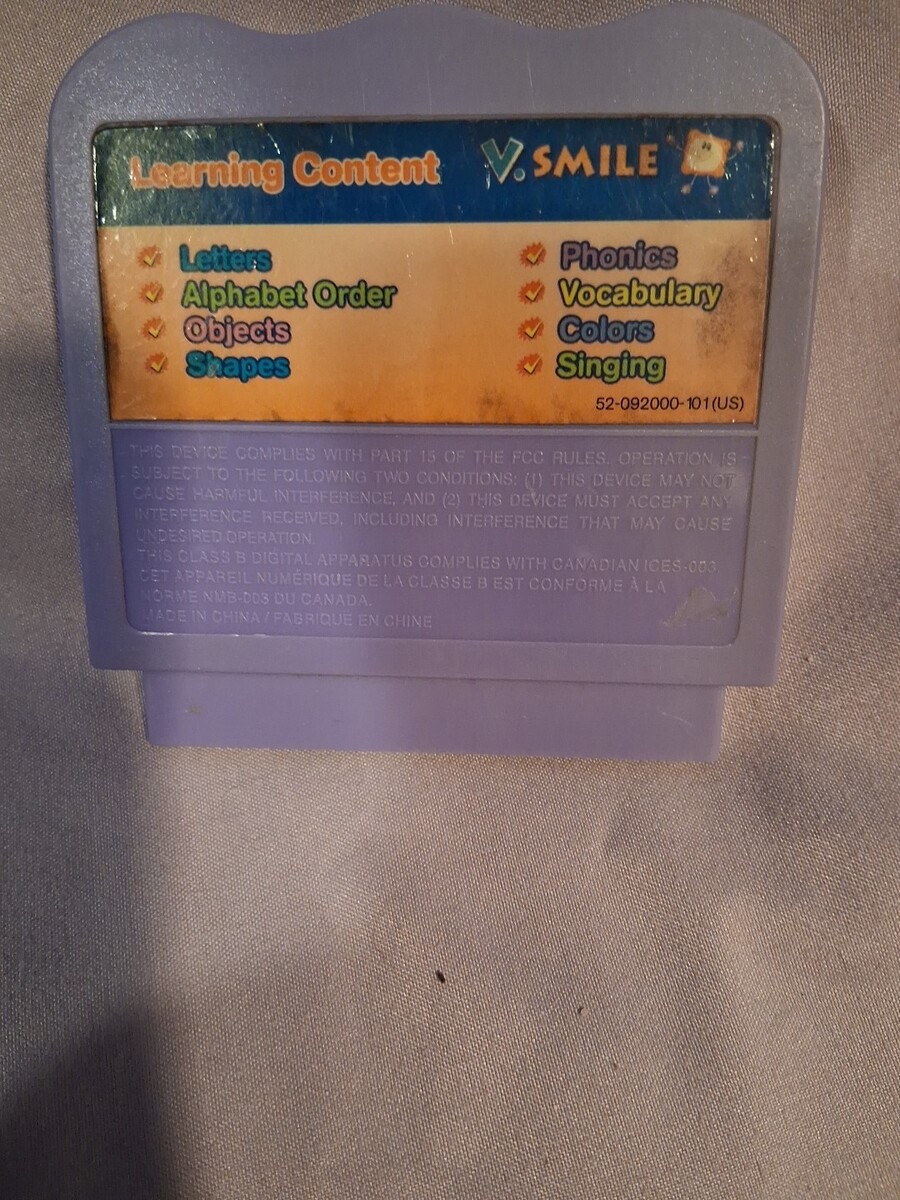 Learning Content V.SMILE
Letters
Alphabet Order
Objects
Shapes
Phonics
Vocabulary
Colors
Singing
52-092000-101(US)
THIS DEVICE COMPLIES WITH PART 15 OF THE FCC RULES. OPERATION IS
SUBJECT TO THE FOLLOWING TWO CONDITIONS: (1) THIS DEVICE MAY NOT
CAUSE HARMFUL INTERFERENCE, AND (2) THIS DEVICE MUST ACCEPT ANY
INTERFERENCE RECEIVED, INCLUDING INTERFERENCE THAT MAY CAUSE
UNDESIRED OPERATION.
THIS CLASS B DIGITAL APPARATUS COMPLIES WITH CANADIAN ICES-003.
CET APPAREIL NUMÉRIQUE DE LA CLASSE B EST CONFORME À LA
NORME NMB-003 DU CANADA.
MADE IN CHINA / FABRIQUE EN CHINE